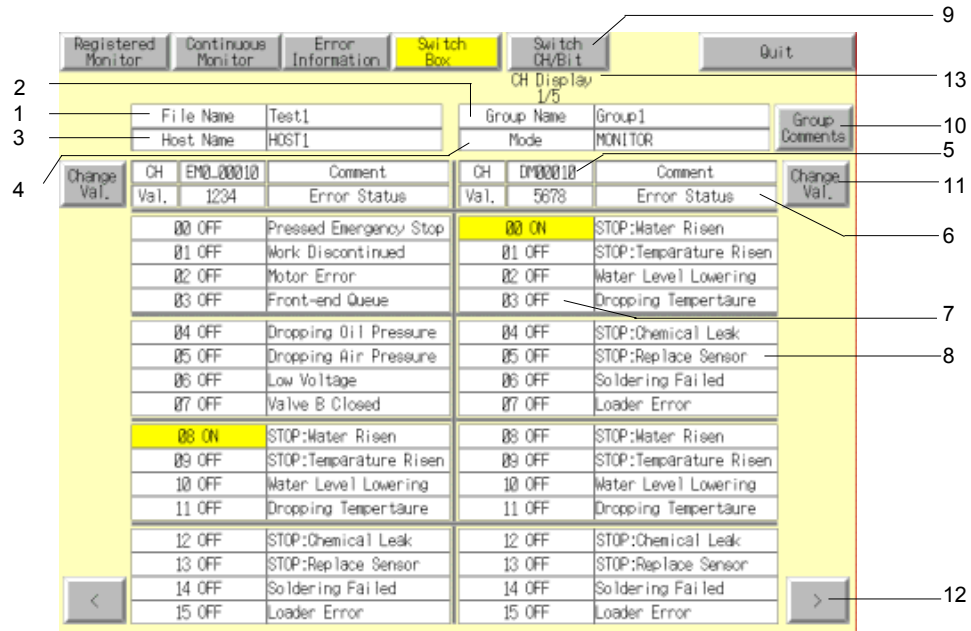 9
Registered Monitor
Continuous Monitor
Error Information
Switch Box
Switch CH/Bit
Quit
CH Display
1/5
13
2
1
File Name Test1
Group Name Group1
Group Comments
10
3
Host Name HOST1
Mode MONITOR
5
4
Change Val.
CH EM0_00010 Comment
CH DM00010 Comment
Change Val.
11
Val. 1234 Error Status
Val. 5678 Error Status
6
00 OFF Pressed Emergency Stop
00 ON STOP:Water Risen
01 OFF Work Discontinued
01 OFF STOP:Temparature Risen
02 OFF Motor Error
02 OFF Water Level Lowering
03 OFF Front-end Queue
03 OFF Dropping Tempertaure
7
04 OFF Dropping Oil Pressure
04 OFF STOP:Chemical Leak
05 OFF Dropping Air Pressure
05 OFF STOP:Replace Sensor
8
06 OFF Low Voltage
06 OFF Soldering Failed
07 OFF Valve B Closed
07 OFF Loader Error
08 ON STOP:Water Risen
08 OFF STOP:Water Risen
09 OFF STOP:Temparature Risen
09 OFF STOP:Temparature Risen
10 OFF Water Level Lowering
10 OFF Water Level Lowering
11 OFF Dropping Tempertaure
11 OFF Dropping Tempertaure
12 OFF STOP:Chemical Leak
12 OFF STOP:Chemical Leak
13 OFF STOP:Replace Sensor
13 OFF STOP:Replace Sensor
14 OFF Soldering Failed
14 OFF Soldering Failed
15 OFF Loader Error
15 OFF Loader Error
<
>
12